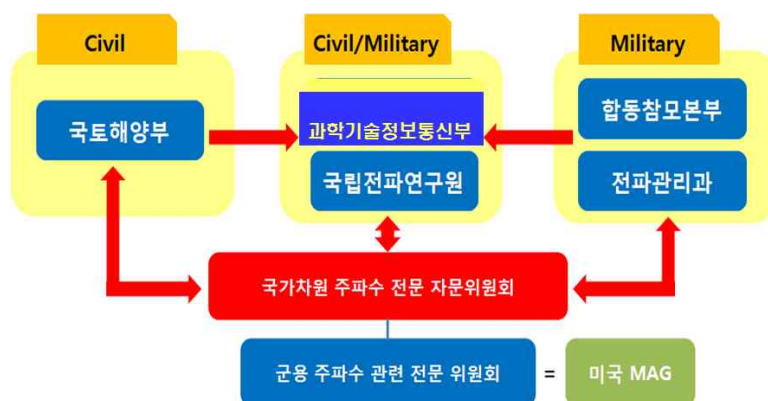 Civil
Civil/Military
Military
국토해양부
과학기술정보통신부
국립전파연구원
합동참모본부
전파관리과
국가차원 주파수 전문 자문위원회
군용 주파수 관련 전문 위원회
=
미국 MAG